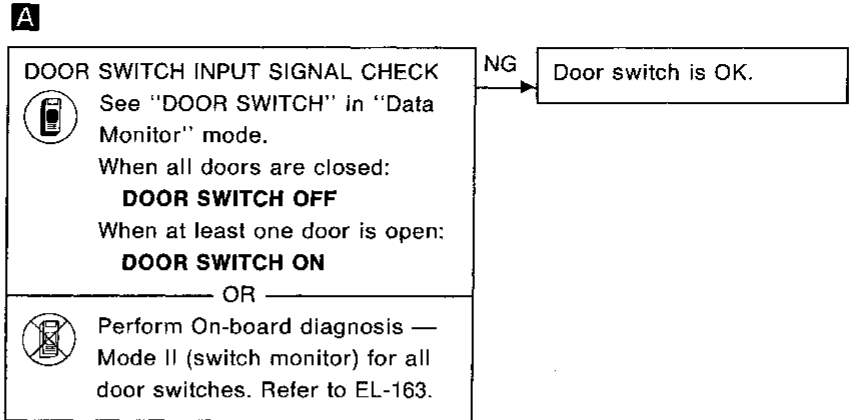 A
DOOR SWITCH INPUT SIGNAL CHECK
See "DOOR SWITCH" in "Data
Monitor" mode.
When all doors are closed:
DOOR SWITCH OFF
When at least one door is open:
DOOR SWITCH ON
OR
Perform On-board diagnosis —
Mode II (switch monitor) for all
door switches. Refer to EL-163.
NG
Door switch is OK.